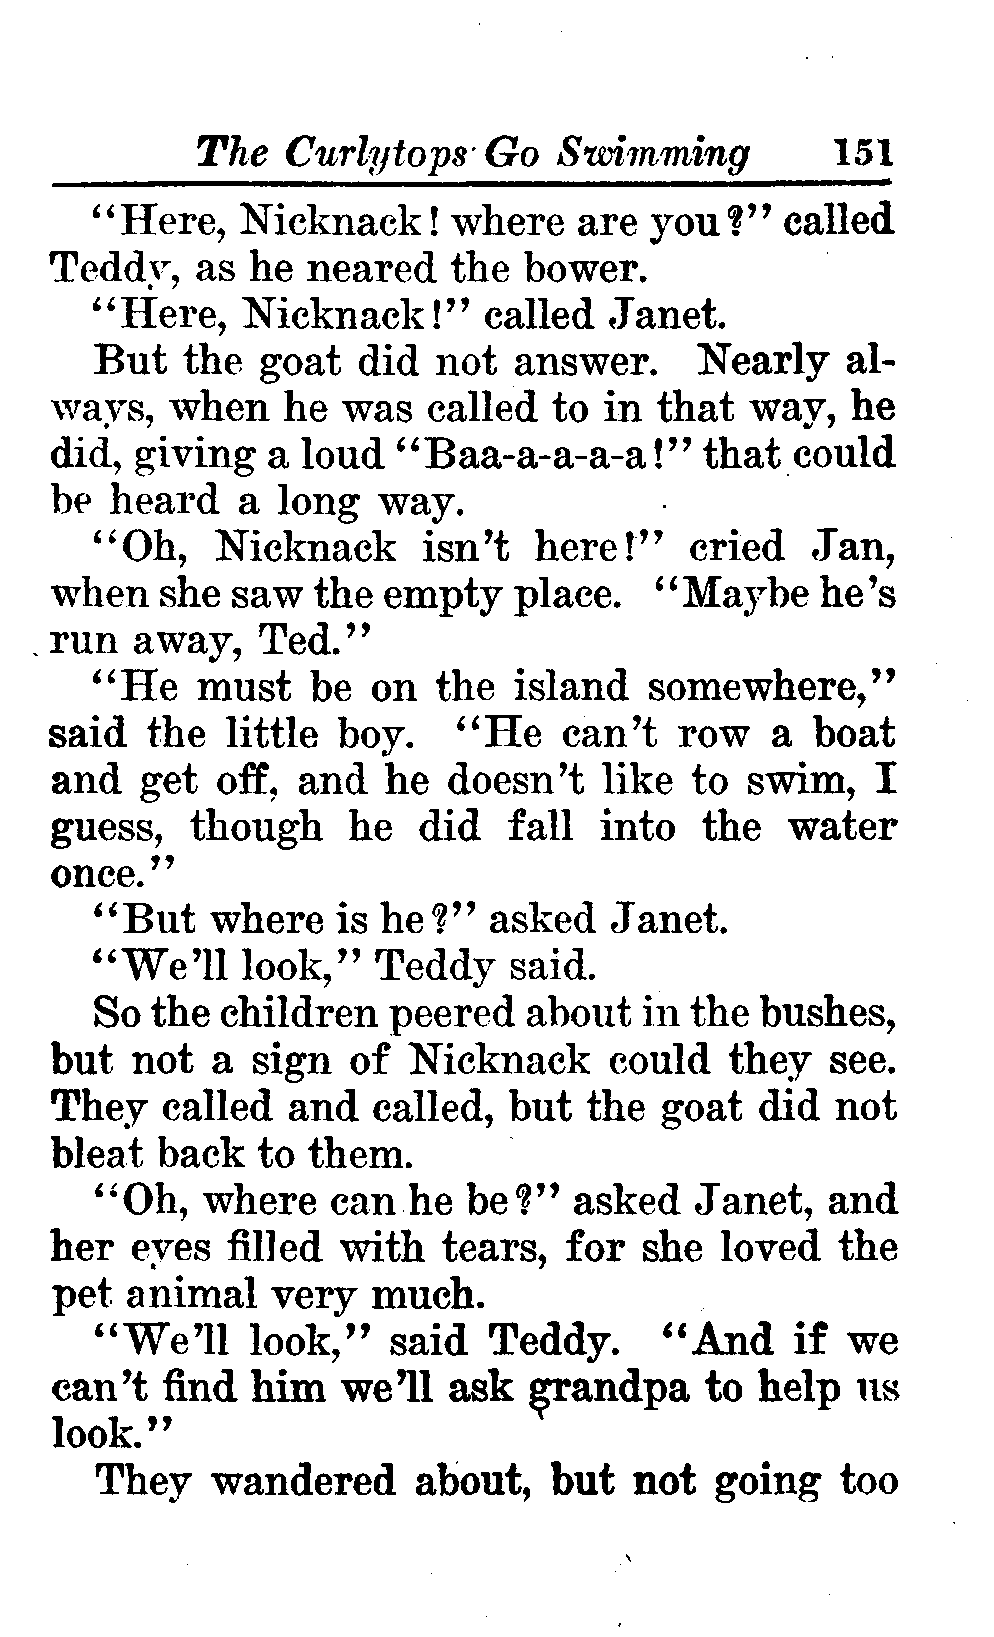 The Curlytops Go Swimming 151
"Here, Nicknack! where are you?" called
Teddy, as he neared the bower.
"Here, Nicknack!" called Janet.
But the goat did not answer. Nearly al-
ways, when he was called to in that way, he
did, giving a loud "Baa-a-a-a-a!" that could
be heard a long way.
"Oh, Nicknack isn't here!" cried Jan,
when she saw the empty place. "Maybe he's
run away, Ted."
"He must be on the island somewhere,"
said the little boy. "He can't row a boat
and get off, and he doesn't like to swim, I
guess, though he did fall into the water
once."
"But where is he?" asked Janet.
"We'll look," Teddy said.
So the children peered about in the bushes,
but not a sign of Nicknack could they see.
They called and called, but the goat did not
bleat back to them.
"Oh, where can he be?" asked Janet, and
her eyes filled with tears, for she loved the
pet animal very much.
"We'll look," said Teddy. "And if we
can't find him we'll ask grandpa to help us
look."
They wandered about, but not going too